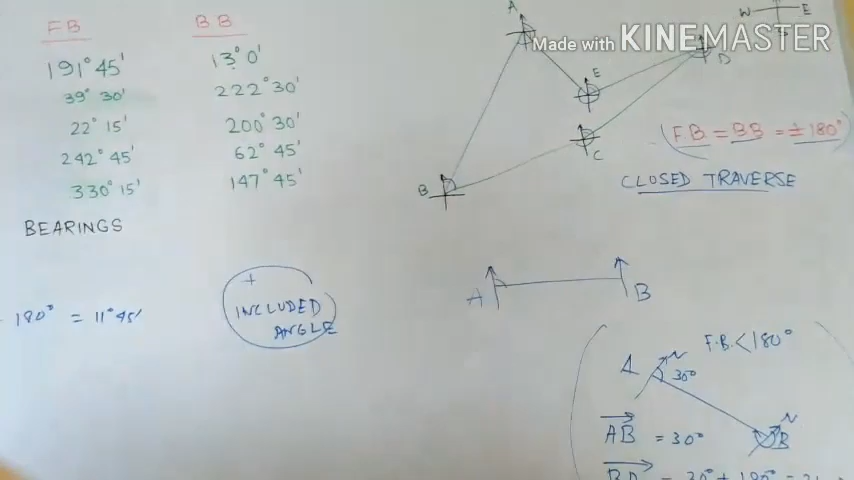 FB BB
191°45' 13°0'
39°30' 222°30'
22°15' 200°30'
242°45' 62°45'
330°15' 147°45'
BEARINGS
180° = 11°45'
+
INCLUDED
ANGLE
A
W E
S
Made with KINEMASTER
E
D
C
B
(FB = BB = ±180°)
CLOSED TRAVERSE
A B
F.B. < 180°
N
30°
N
B
AB = 30°